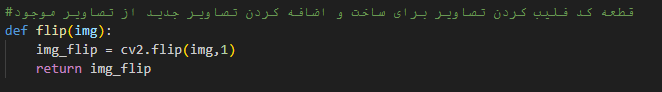 #قطعه کد فلیپ کردن تصاویر برای ساخت و اضافه کردن تصاویر جدید از تصاویر موجود
def flip(img):
    img_flip = cv2.flip(img,1)
    return img_flip